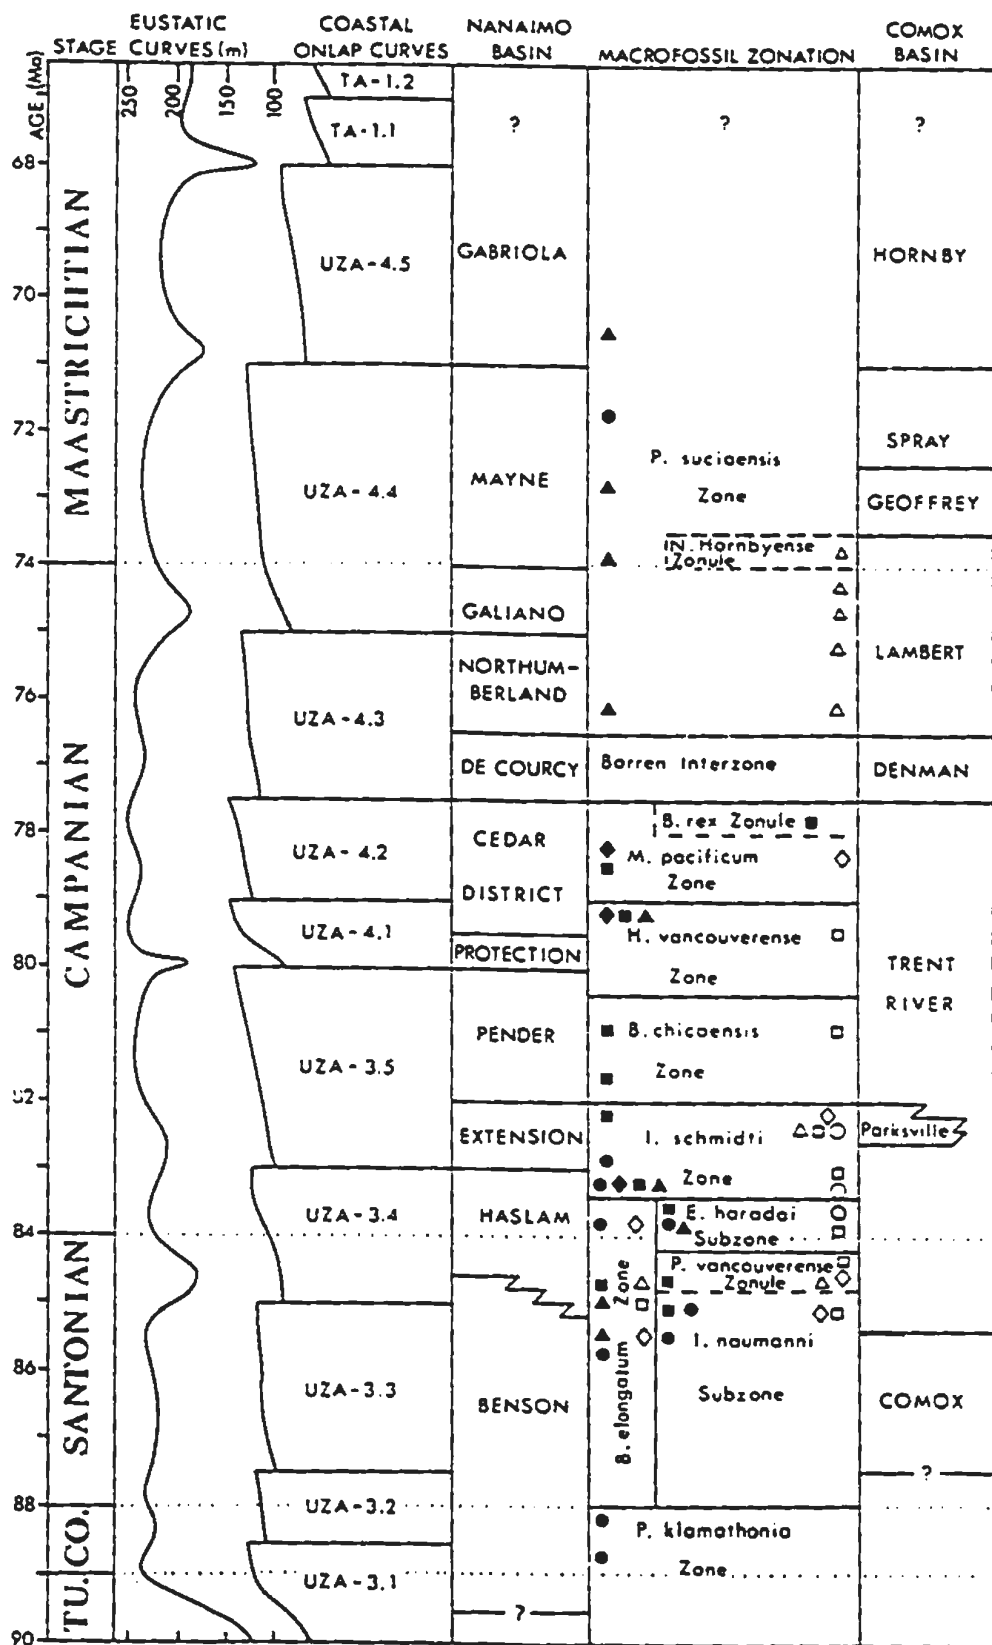 EUSTATIC
STAGE CURVES (m)
COASTAL
ONLAP CURVES
NANAIMO
BASIN
MACROFOSSIL ZONATION
COMOX
BASIN
AGE (Ma)
250
200
150
100
68
70
72
74
76
78
80
82
84
86
88
90
MAASTRICHTIAN
CAMPANIAN
SANTONIAN
CO.
TU.
TA-1.2
TA-1.1
UZA-4.5
UZA-4.4
UZA-4.3
UZA-4.2
UZA-4.1
UZA-3.5
UZA-3.4
UZA-3.3
UZA-3.2
UZA-3.1
?
GABRIOLA
MAYNE
GALIANO
NORTHUM-
BERLAND
DE COURCY
CEDAR
DISTRICT
PROTECTION
PENDER
EXTENSION
HASLAM
BENSON
?
?
P. suciaensis
Zone
N. Hornbyense
Zonule
Barren Interzone
B. rex Zonule
M. pacificum
Zone
H. vancouverense
Zone
B. chicoensis
Zone
I. schmidti
Zone
E. haradai
Subzone
P. vancouverense
Zonule
I. naumanni
Subzone
B. elongatum Zone
P. klamathonia
Zone
?
HORNBY
SPRAY
GEOFFREY
LAMBERT
DENMAN
TRENT
RIVER
Parksville
COMOX
?